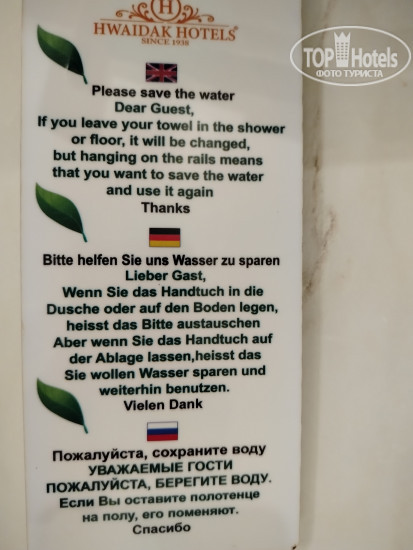 H
HWAIDAK HOTELS
SINCE 1938
TOP Hotels
ФОТО ТУРИСТА
Please save the water
Dear Guest,
If you leave your towel in the shower
or floor, it will be changed,
but hanging on the rails means
that you want to save the water
and use it again
Thanks
Bitte helfen Sie uns Wasser zu sparen
Lieber Gast,
Wenn Sie das Handtuch in die
Dusche oder auf den Boden legen,
heisst das Bitte austauschen
Aber wenn Sie das Handtuch auf
der Ablage lassen,heisst das
Sie wollen Wasser sparen und
weiterhin benutzen.
Vielen Dank
Пожалуйста, сохраните воду
УВАЖАЕМЫЕ ГОСТИ
ПОЖАЛУЙСТА, БЕРЕГИТЕ ВОДУ.
Если Вы оставите полотенце
на полу, его поменяют.
Спасибо